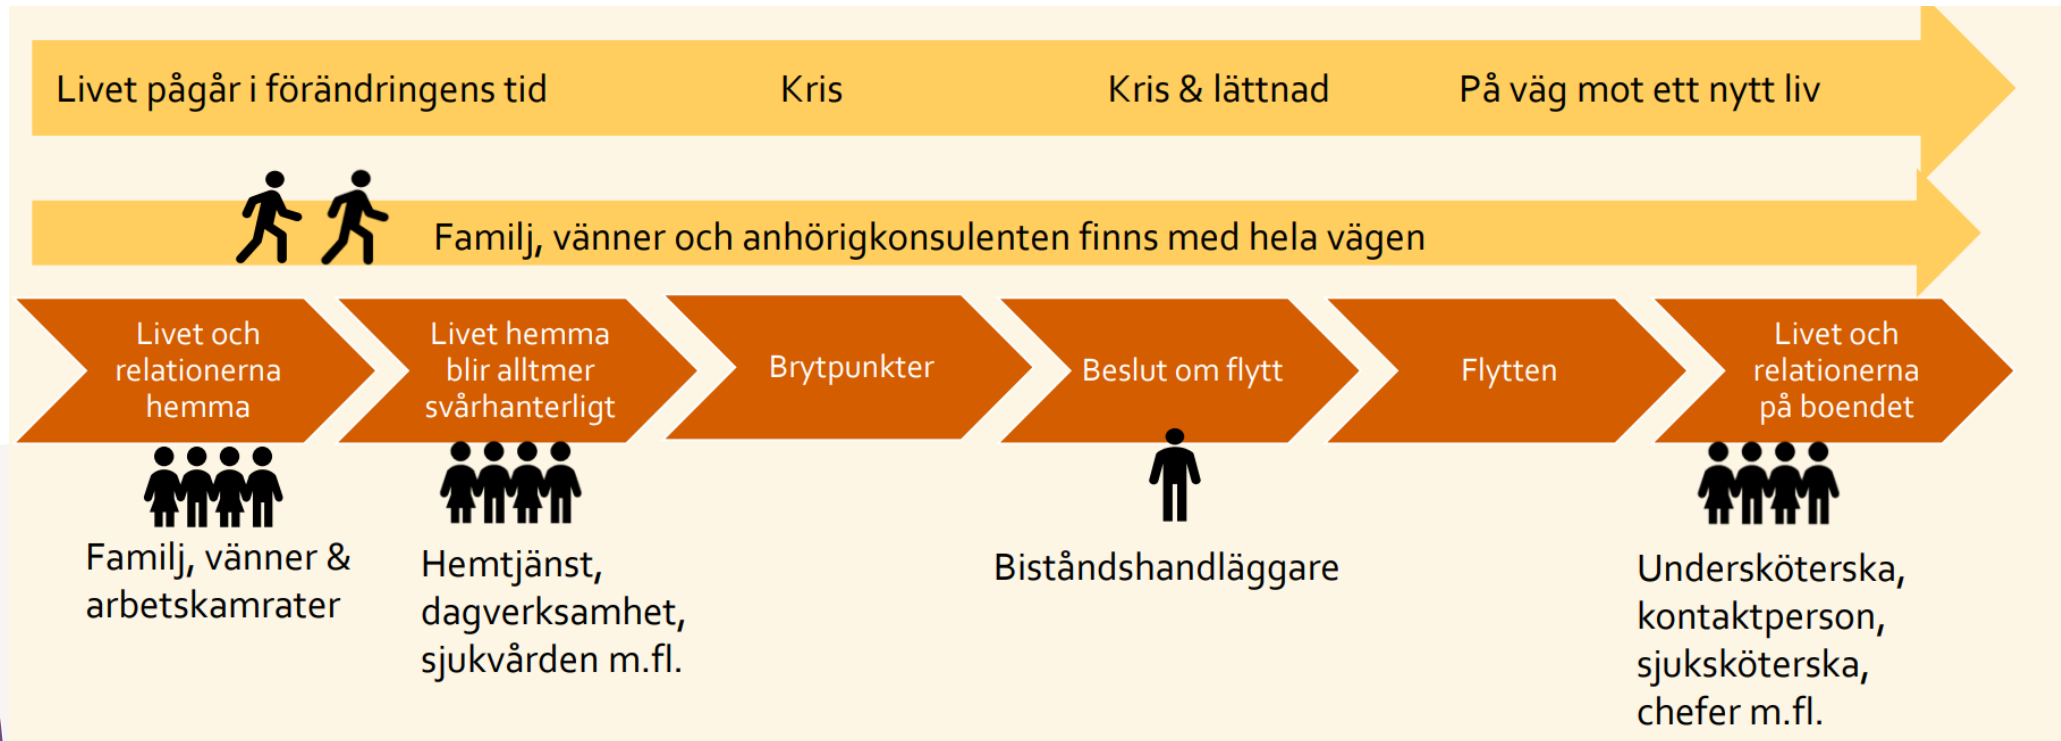 Livet pågår i förändringens tid
Kris
Kris & lättnad
På väg mot ett nytt liv
Familj, vänner och anhörigkonsulenten finns med hela vägen
Livet och
relationerna
hemma
Livet hemma
blir alltmer
svårhanterligt
Brytpunkter
Beslut om flytt
Flytten
Livet och
relationerna
på boendet
Familj, vänner &
arbetskamrater
Hemtjänst,
dagverksamhet,
sjukvården m.fl.
Biståndshandläggare
Undersköterska,
kontaktperson,
sjuksköterska,
chefer m.fl.